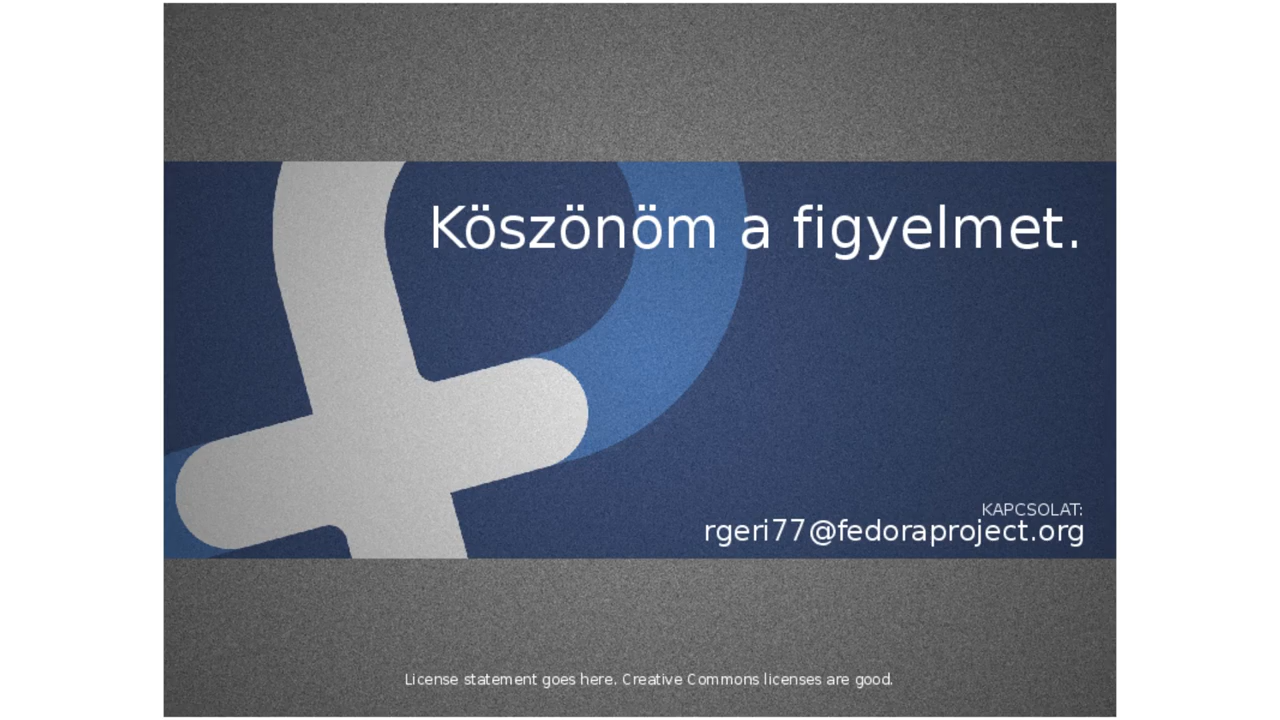 Köszönöm a figyelmet.
KAPCSOLAT:
rgeri77@fedoraproject.org
License statement goes here. Creative Commons licenses are good.